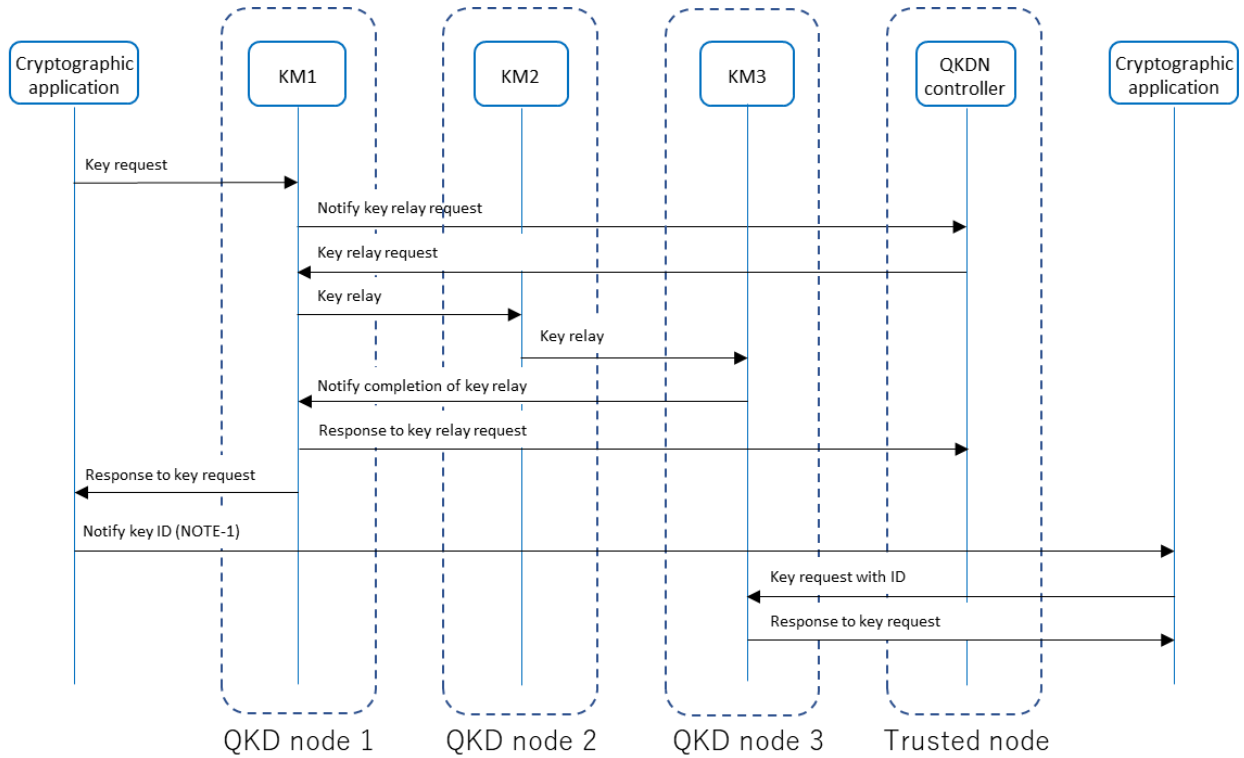 Cryptographic
application
KM1
KM2
KM3
QKDN
controller
Cryptographic
application
Key request
Notify key relay request
Key relay request
Key relay
Key relay
Notify completion of key relay
Response to key relay request
Response to key request
Notify key ID (NOTE-1)
Key request with ID
Response to key request
QKD node 1
QKD node 2
QKD node 3
Trusted node